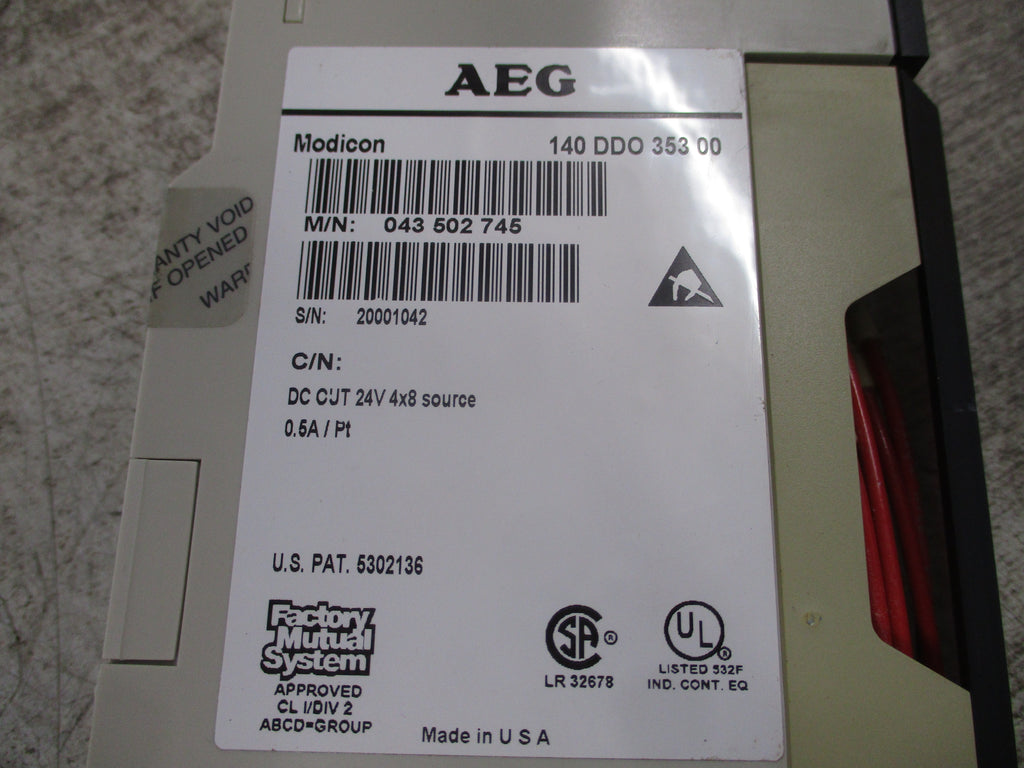 AEG
Modicon 140 DDO 353 00
M/N: 043 502 745
S/N: 20001042
C/N:
DC OUT 24V 4x8 source
0.5A / Pt
U.S. PAT. 5302136
Factory
Mutual
System
APPROVED
CL I/DIV 2
ABCD=GROUP
SA ®
LR 32678
UL ®
LISTED 532F
IND. CONT. EQ
Made in U S A
ANTY VOID
F OPENED
WARR